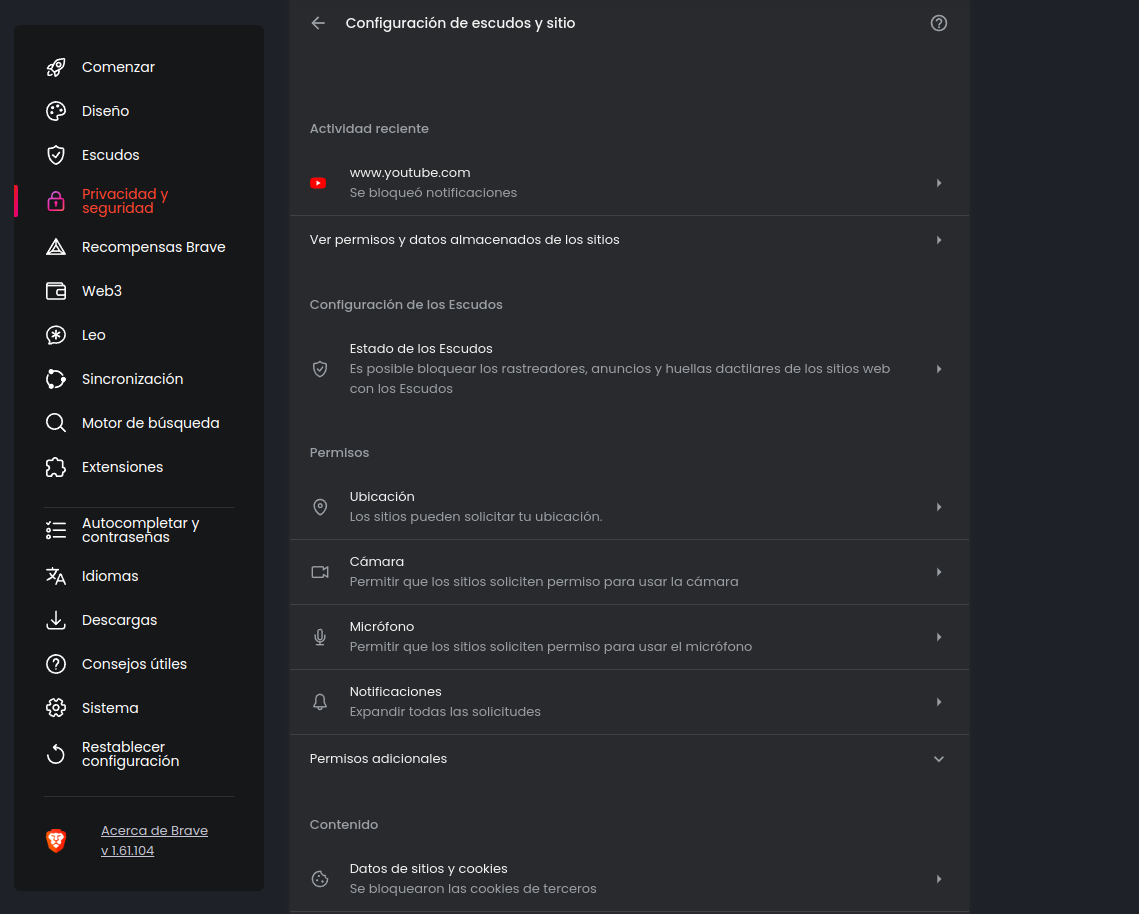 Comenzar
Diseño
Escudos
Privacidad y
seguridad
Recompensas Brave
Web3
Leo
Sincronización
Motor de búsqueda
Extensiones
Autocompletar y
contraseñas
Idiomas
Descargas
Consejos útiles
Sistema
Restablecer
configuración
Acerca de Brave
v 1.61.104
Configuración de escudos y sitio
Actividad reciente
www.youtube.com
Se bloqueó notificaciones
Ver permisos y datos almacenados de los sitios
Configuración de los Escudos
Estado de los Escudos
Es posible bloquear los rastreadores, anuncios y huellas dactilares de los sitios web
con los Escudos
Permisos
Ubicación
Los sitios pueden solicitar tu ubicación.
Cámara
Permitir que los sitios soliciten permiso para usar la cámara
Micrófono
Permitir que los sitios soliciten permiso para usar el micrófono
Notificaciones
Expandir todas las solicitudes
Permisos adicionales
Contenido
Datos de sitios y cookies
Se bloquearon las cookies de terceros